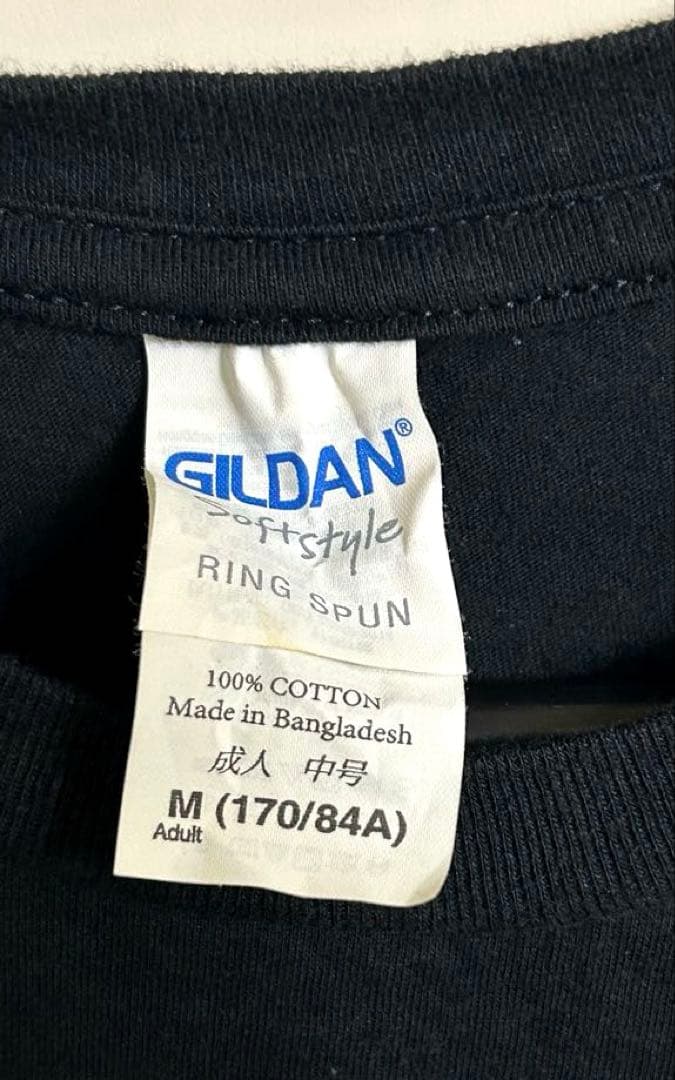 GILDAN®
Softstyle
RING SPUN
100% COTTON
Made in Bangladesh
成人 中号
M (170/84A)
Adult